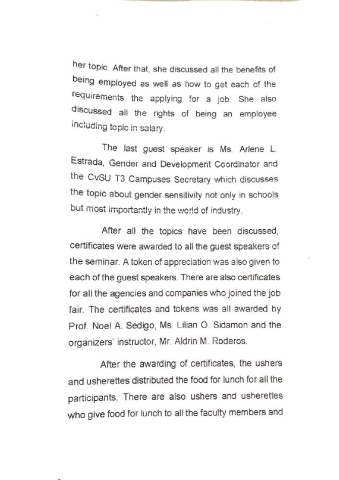 her topic. After that, she discussed all the benefits of
being employed as well as how to get each of the
requirements the applying for a job. She also
discussed all the rights of being an employee
including topic in salary.
The last guest speaker is Ms. Arlene L.
Estrada, Gender and Development Coordinator and
the CvSU T3 Campuses Secretary which discusses
the topic about gender sensitivity not only in schools
but most importantly in the world of industry.
After all the topics have been discussed,
certificates were awarded to all the guest speakers of
the seminar. A token of appreciation was also given to
each of the guest speakers. There are also certificates
for all the agencies and companies who joined the job
fair. The certificates and tokens was all awarded by
Prof. Noel A. Sedigo, Ms. Lilian O. Sidamon and the
organizers' instructor, Mr. Aldrin M. Roderos.
After the awarding of certificates, the ushers
and usherettes distributed the food for lunch for all the
participants. There are also ushers and usherettes
who give food for lunch to all the faculty members and